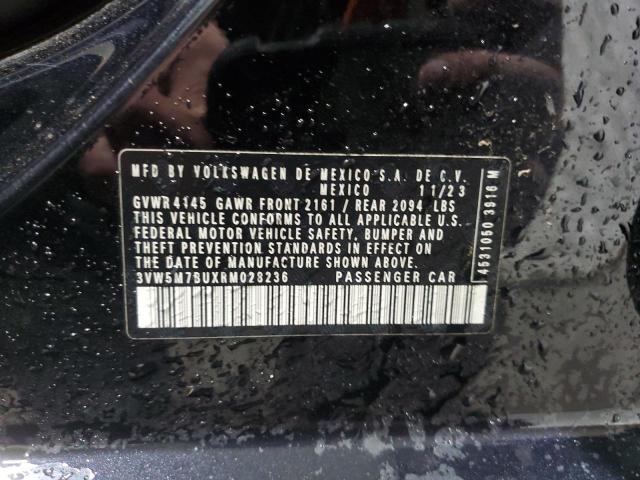 MFD BY VOLKSWAGEN DE MEXICO S.A. DE C.V.
MEXICO 11/23
GVWR 4145 GAWR FRONT 2161 / REAR 2094 LBS
THIS VEHICLE CONFORMS TO ALL APPLICABLE U.S.
FEDERAL MOTOR VEHICLE SAFETY, BUMPER AND
THEFT PREVENTION STANDARDS IN EFFECT ON
THE DATE OF MANUFACTURE SHOWN ABOVE.
3VW5M7BUXRM028236 PASSENGER CAR
4531050 3916 M